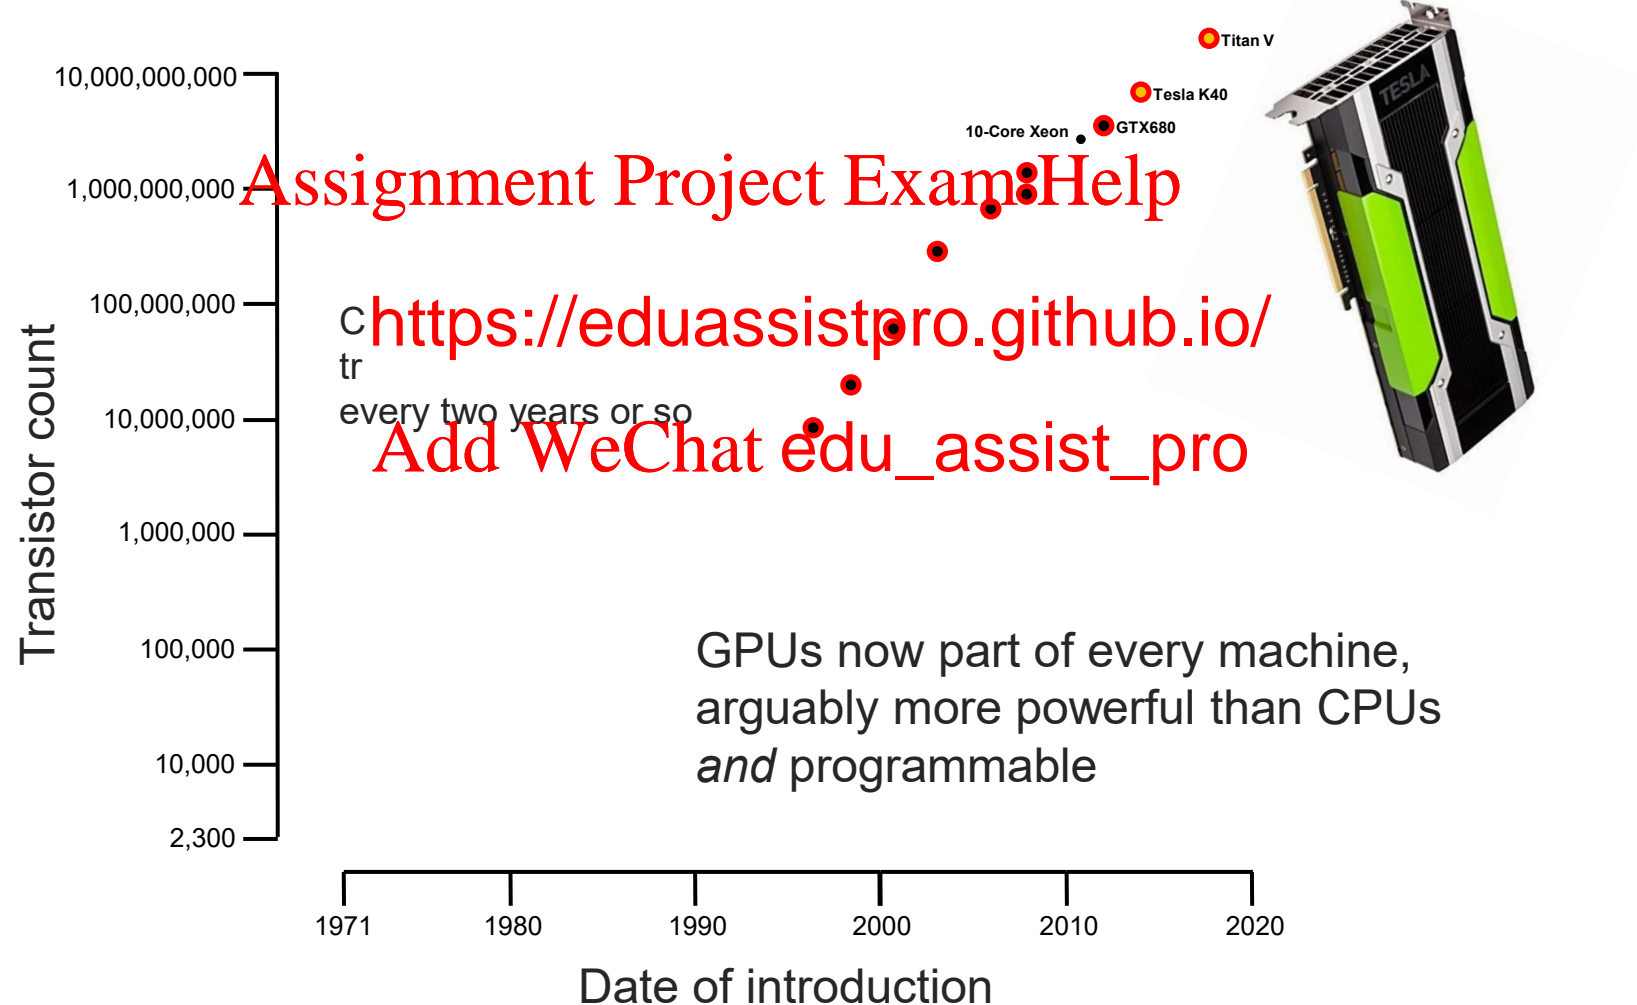 Titan V
10,000,000,000
Tesla K40
10-Core Xeon
GTX680
TESLA
Assignment Project Exam Help
1,000,000,000
100,000,000
C
https://eduassistpro.github.io/
tr
every two years or so
10,000,000
Add WeChat edu_assist_pro
1,000,000
Transistor count
100,000
GPUs now part of every machine,
arguably more powerful than CPUs
and programmable
10,000
2,300
1971 1980 1990 2000 2010 2020
Date of introduction